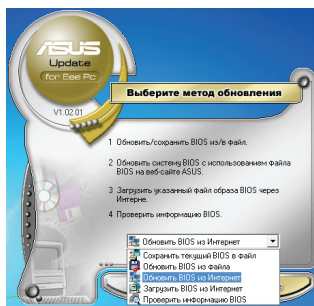 ASUS
Update
for Eee Pc
V1.02.01
Выберите метод обновления
1 Обновить/сохранить BIOS из/в файл.
2 Обновить систему BIOS с использованием файла
BIOS на веб-сайте ASUS.
3 Загрузить указанный файл образа BIOS через
Интерне.
4 Проверить информацию BIOS.
Обновить BIOS из Интернет
Сохранить текущий BIOS в файл
Обновить BIOS из файла
Обновить BIOS из Интернет
Загрузить BIOS из Интернет
Проверить информацию BIOS